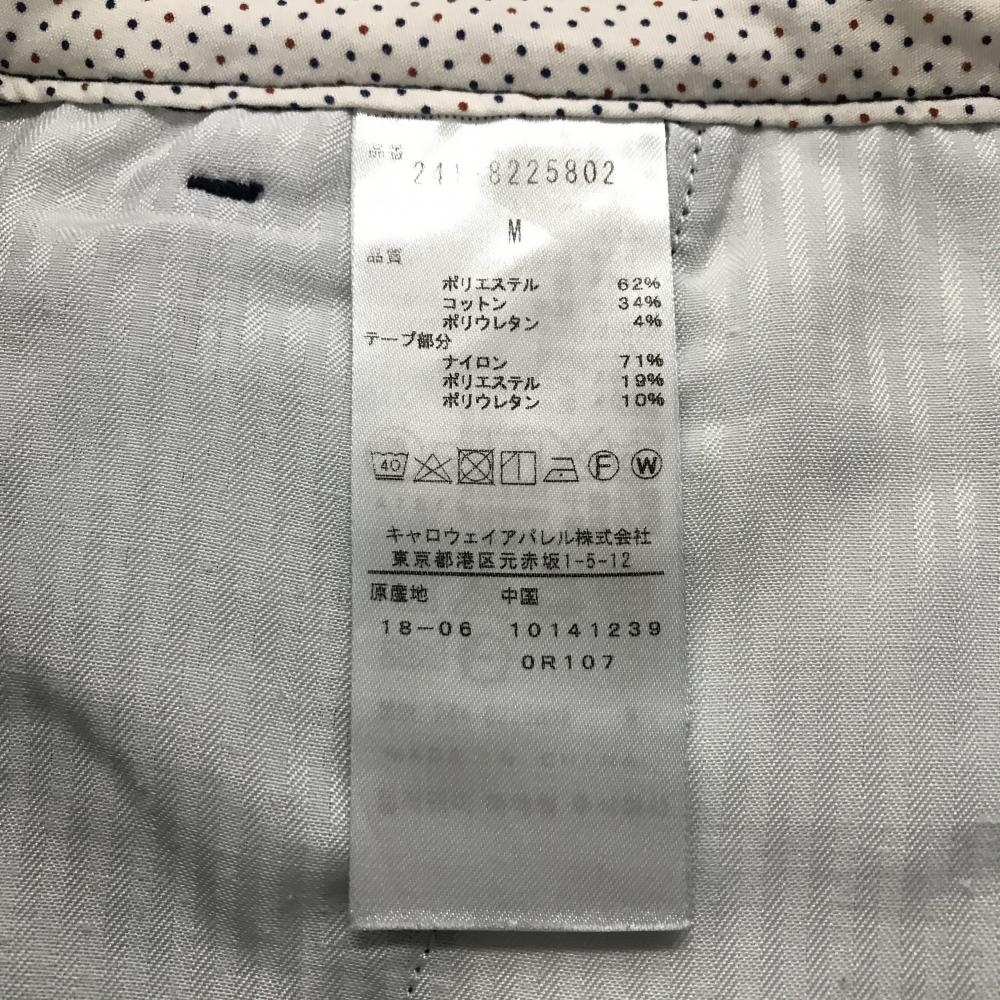 品番
241-8225802
M
品質
ポリエステル 62%
コットン 34%
ポリウレタン 4%
テープ部分
ナイロン 71%
ポリエステル 19%
ポリウレタン 10%
40 F W
キャロウェイアパレル株式会社
東京都港区元赤坂1-5-12
原産地 中国
18-06 10141239
0R107